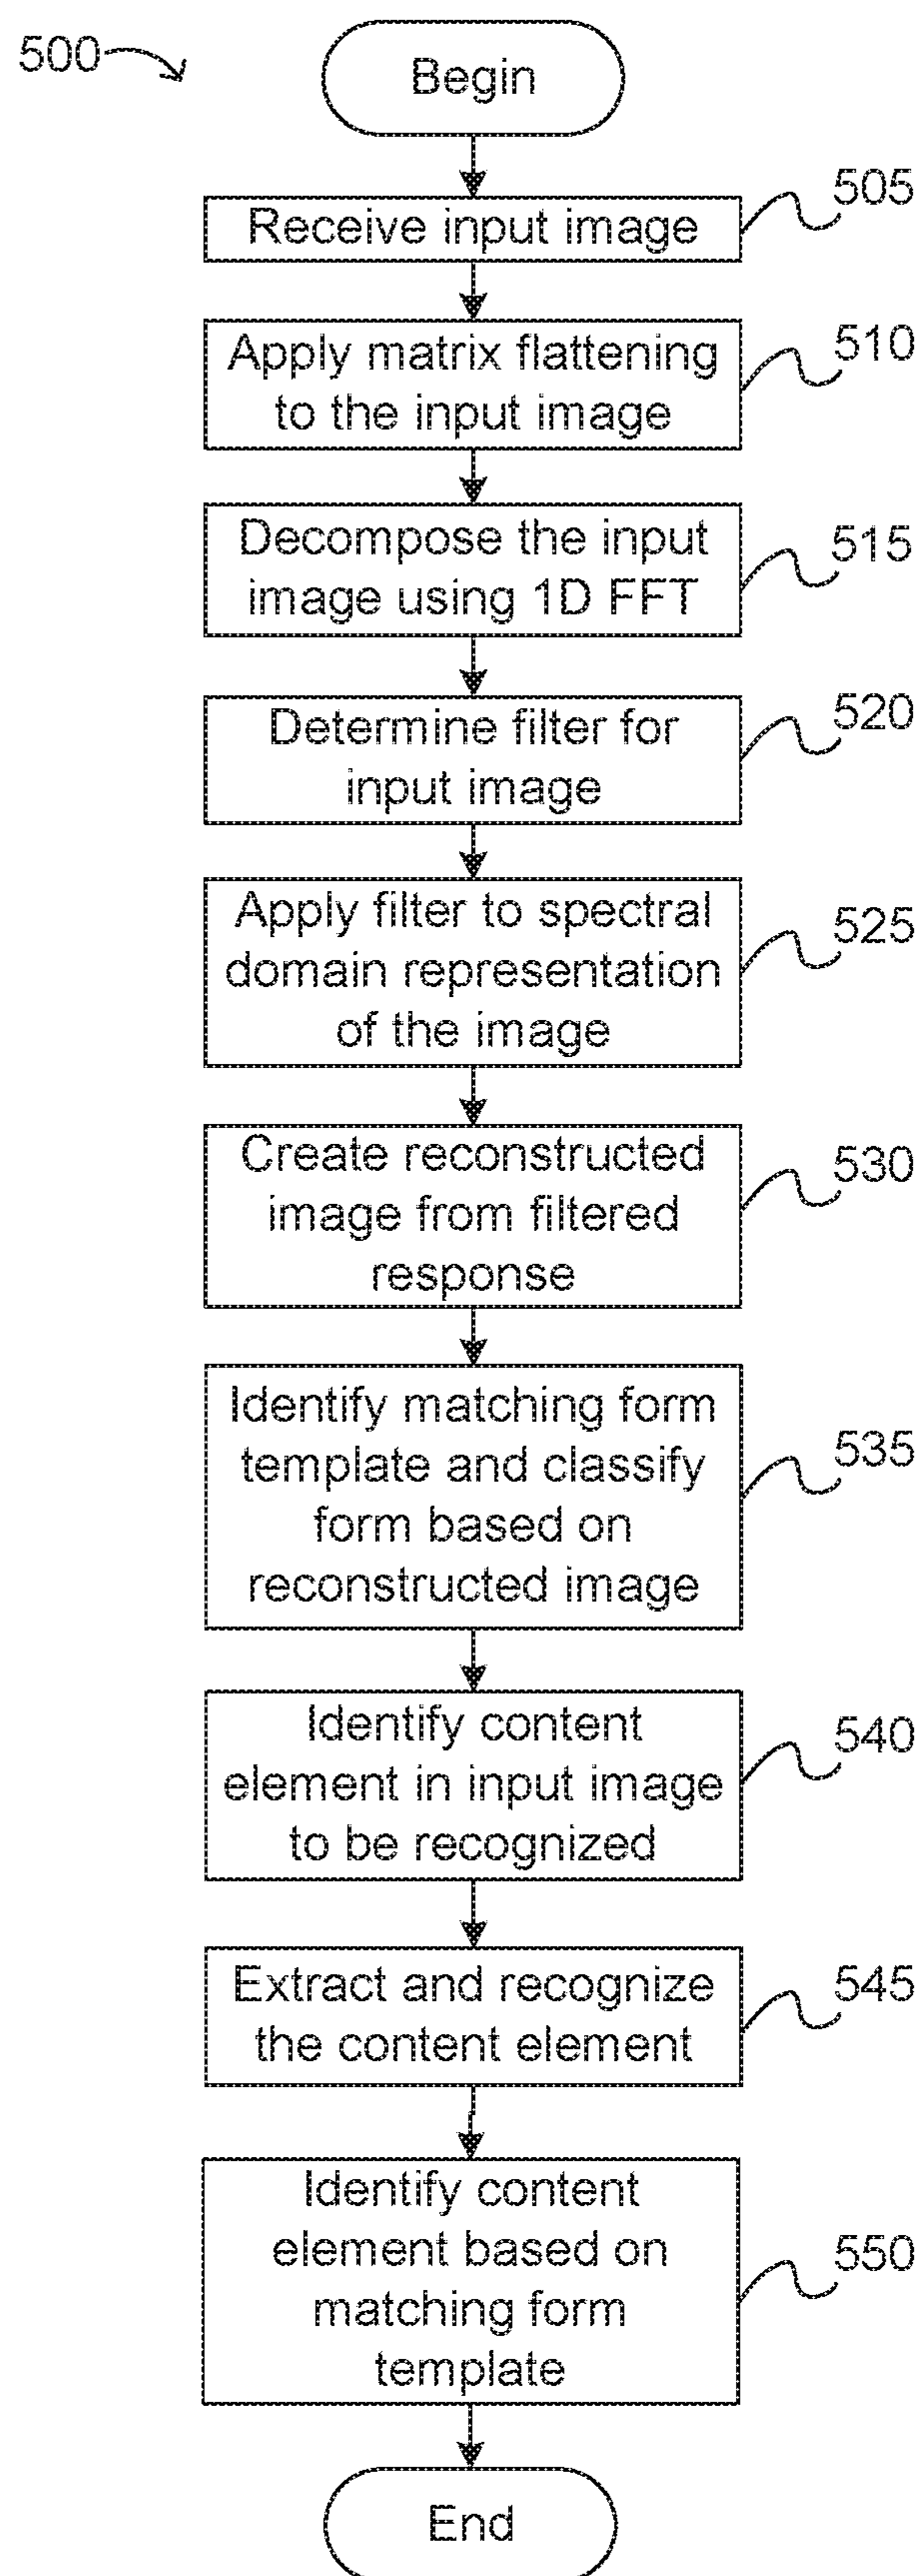 500
Begin
Receive input image
505
Apply matrix flattening
to the input image
510
Decompose the input
image using 1D FFT
515
Determine filter for
input image
520
Apply filter to spectral
domain representation
of the image
525
Create reconstructed
image from filtered
response
530
Identify matching form
template and classify
form based on
reconstructed image
535
Identify content
element in input image
to be recognized
540
Extract and recognize
the content element
545
Identify content
element based on
matching form
template
550
End